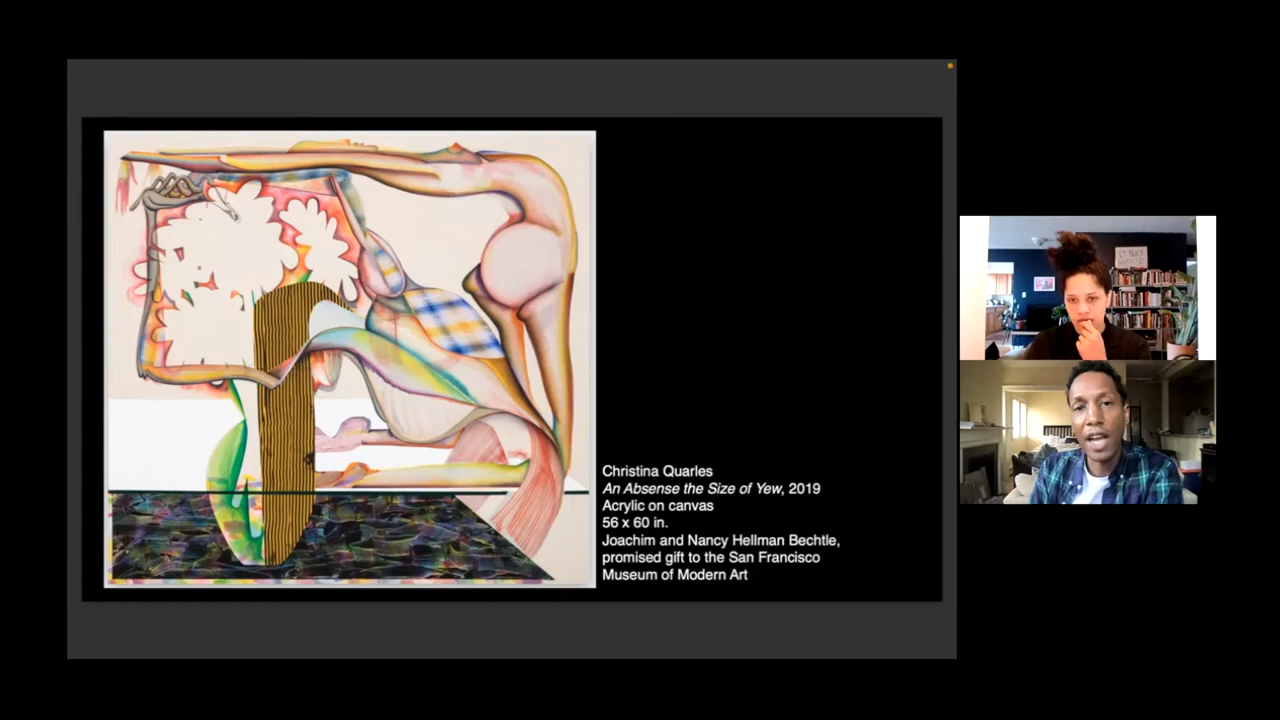 Christina Quarles
An Absense the Size of Yew, 2019
Acrylic on canvas
56 x 60 in.
Joachim and Nancy Hellman Bechtle,
promised gift to the San Francisco
Museum of Modern Art